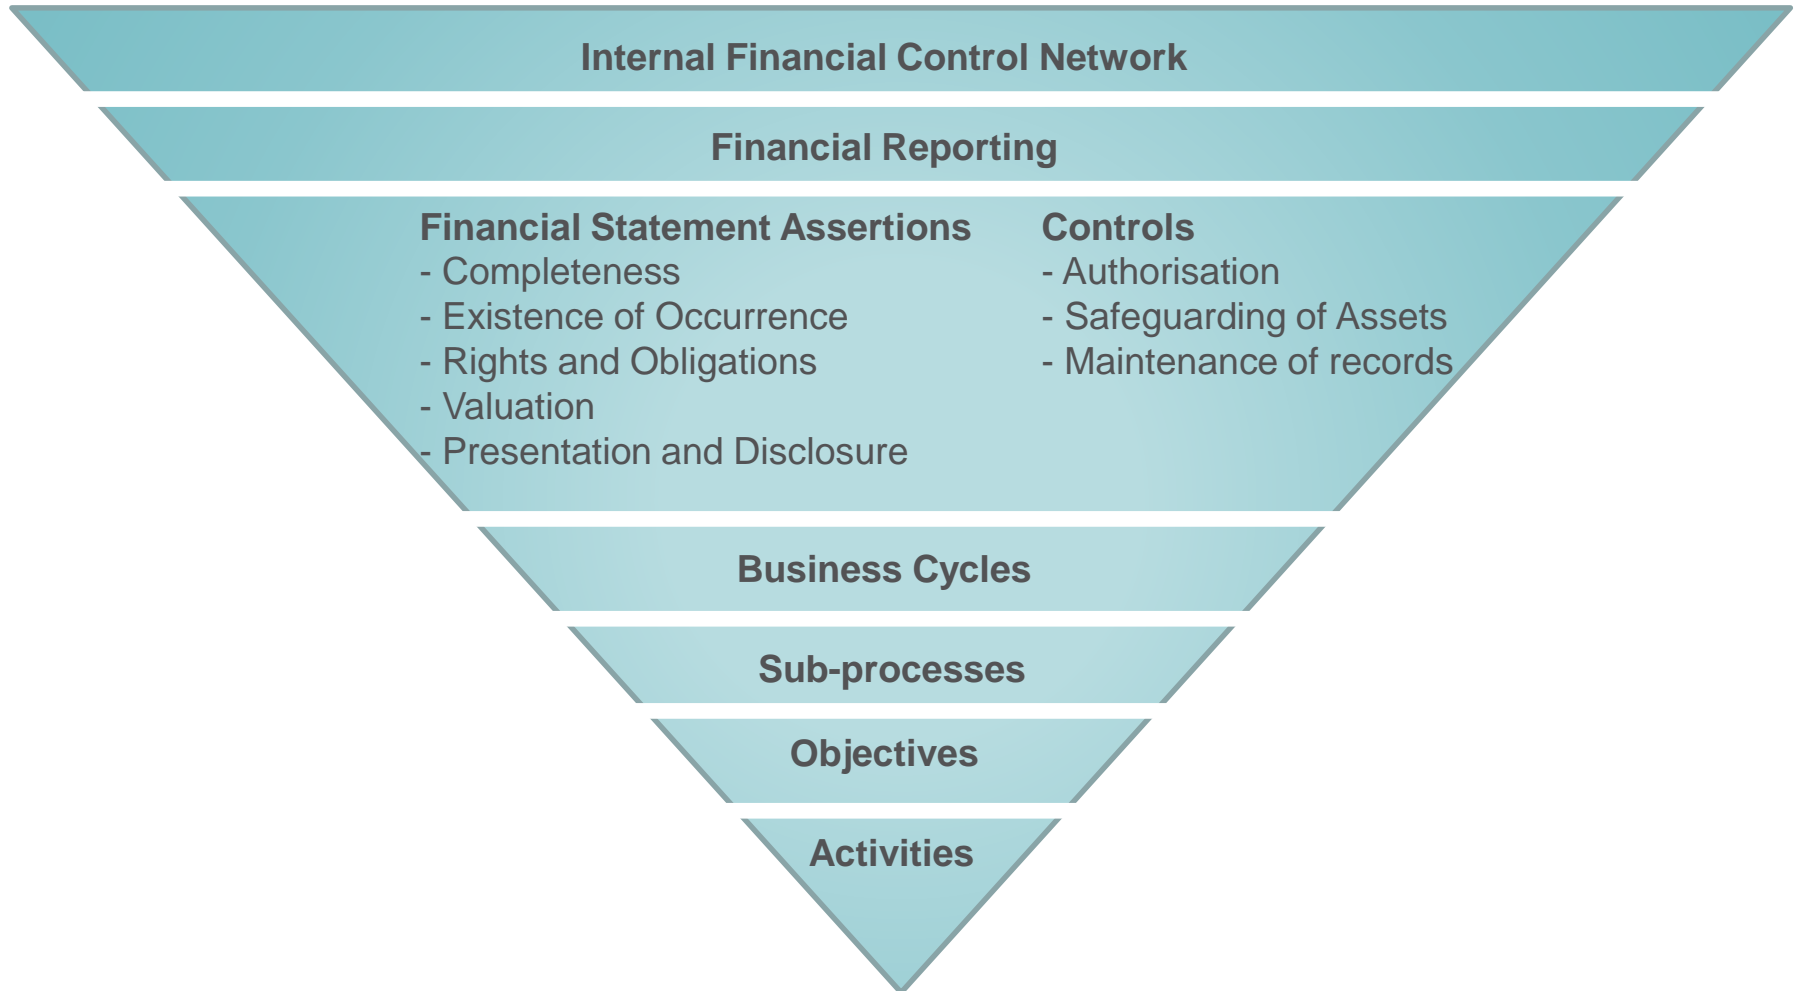 Internal Financial Control Network
Financial Reporting
Financial Statement Assertions
- Completeness
- Existence of Occurrence
- Rights and Obligations
- Valuation
- Presentation and Disclosure
Controls
- Authorisation
- Safeguarding of Assets
- Maintenance of records
Business Cycles
Sub-processes
Objectives
Activities